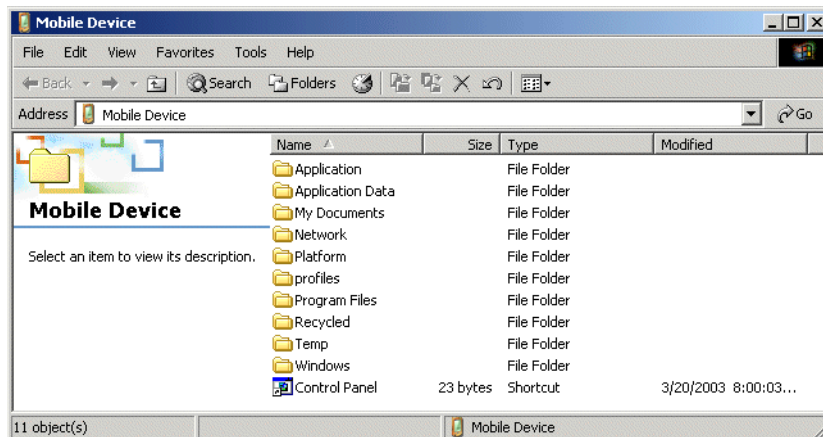 Mobile Device
File Edit View Favorites Tools Help
Back Search Folders
Address Mobile Device Go
Name Size Type Modified
Mobile Device
Select an item to view its description.
Application File Folder
Application Data File Folder
My Documents File Folder
Network File Folder
Platform File Folder
profiles File Folder
Program Files File Folder
Recycled File Folder
Temp File Folder
Windows File Folder
Control Panel 23 bytes Shortcut 3/20/2003 8:00:03...
11 object(s) Mobile Device